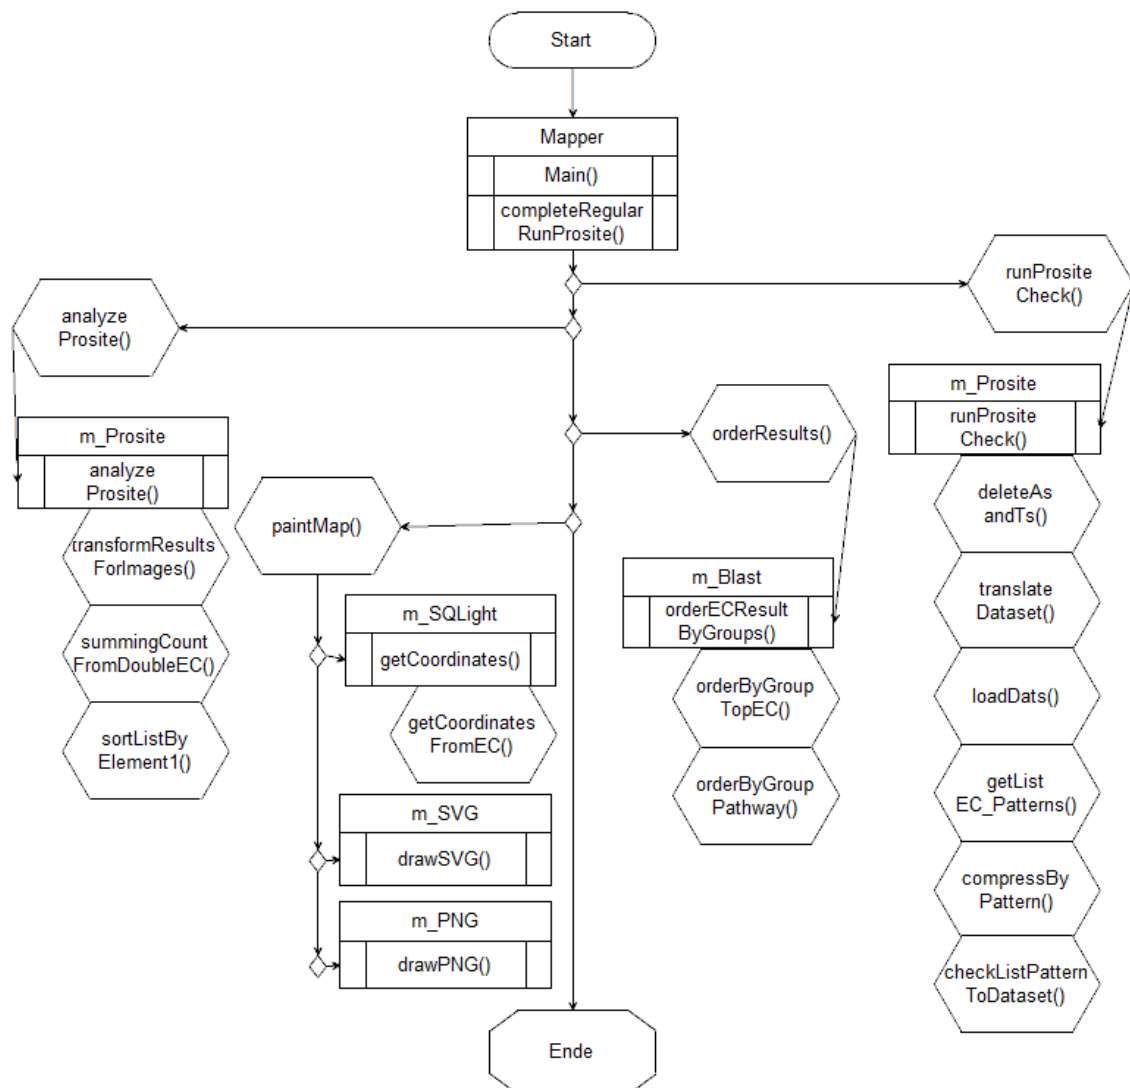 Start
Mapper
Main()
completeRegular
RunProsite()
runProsite
Check()
analyze
Prosite()
m_Prosite
runProsite
Check()
deleteAs
andTs()
translate
Dataset()
loadDats()
getList
EC_Patterns()
compressBy
Pattern()
checkListPattern
ToDataset()
orderResults()
m_Blast
orderECResult
ByGroups()
orderByGroup
TopEC()
orderByGroup
Pathway()
m_Prosite
analyze
Prosite()
transformResults
ForImages()
summingCount
FromDoubleEC()
sortListBy
Element1()
paintMap()
m_SQLight
getCoordinates()
getCoordinates
FromEC()
m_SVG
drawSVG()
m_PNG
drawPNG()
Ende